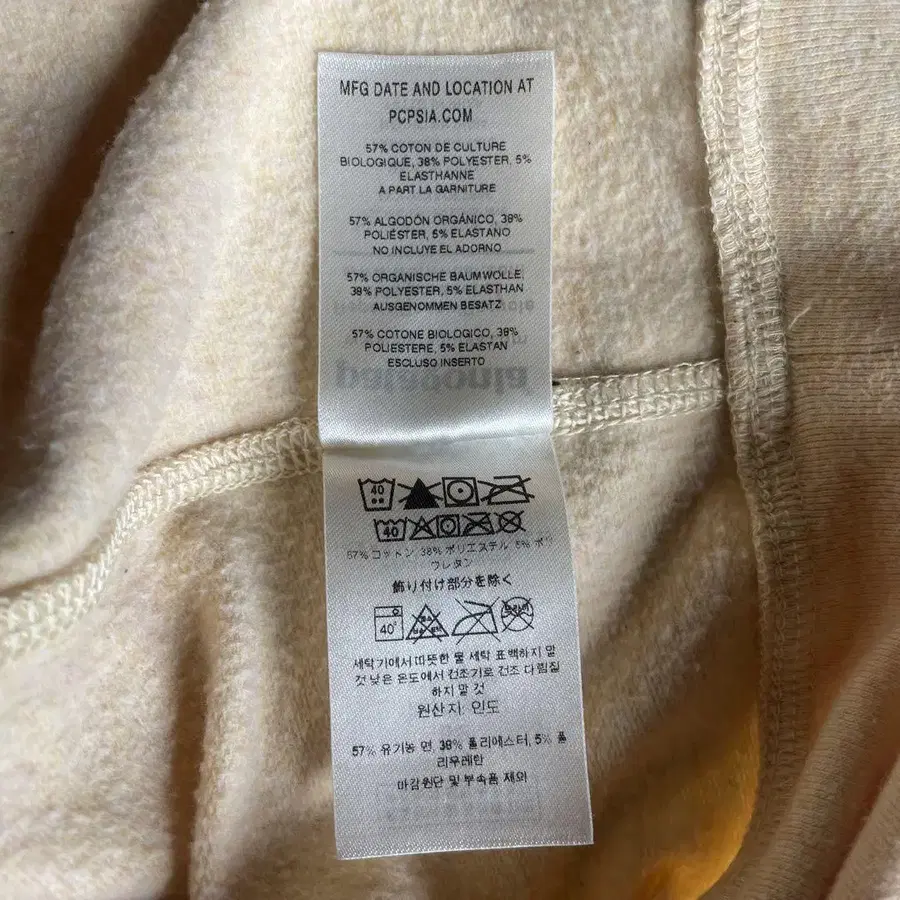 MFG DATE AND LOCATION AT
PCPSIA.COM
57% COTON DE CULTURE
BIOLOGIQUE, 38% POLYESTER, 5%
ELASTHANNE
A PART LA GARNITURE
57% ALGODÓN ORGÁNICO, 38%
POLIÉSTER, 5% ELASTANO
NO INCLUYE EL ADORNO
57% ORGANISCHE BAUMWOLLE,
38% POLYESTER, 5% ELASTHAN
AUSGENOMMEN BESATZ
57% COTONE BIOLOGICO, 38%
POLIESTERE, 5% ELASTAN
ESCLUSO INSERTO
patagonia
40
40
57% コットン, 38% ポリエステル, 5% ポリ
ウレタン
飾り付け部分を除く
40°
세탁기에서 따뜻한 물 세탁 표백하지 말
것 낮은 온도에서 건조기로 건조 다림질
하지 말 것
원산지: 인도
57% 유기농 면, 38% 폴리에스터, 5% 폴
리우레탄
마감원단 및 부속품 제외